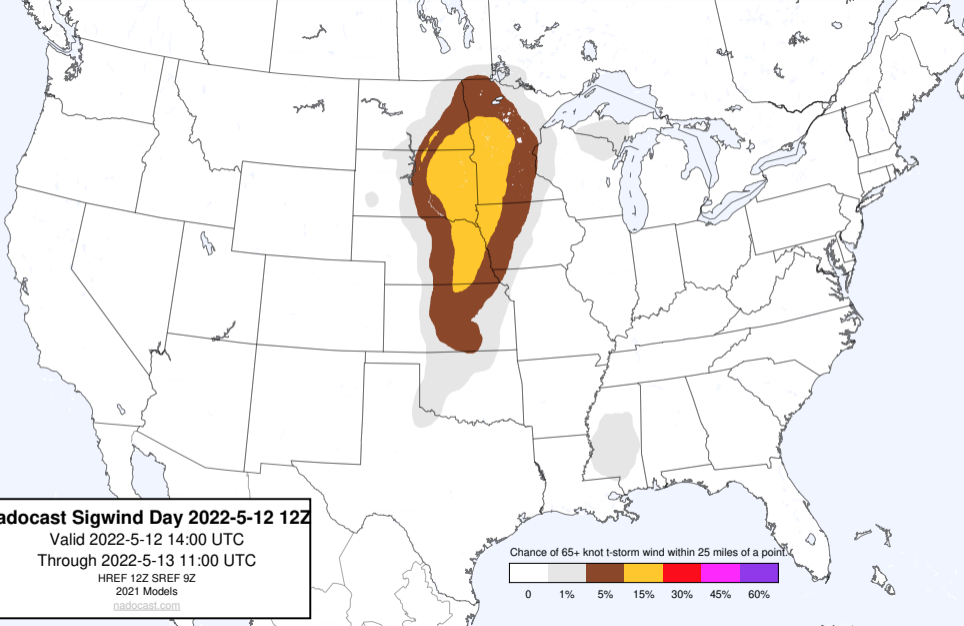 adocast Sigwind Day 2022-5-12 12Z
Valid 2022-5-12 14:00 UTC
Through 2022-5-13 11:00 UTC
HREF 12Z SREF 9Z
2021 Models
nadocast.com
Chance of 65+ knot t-storm wind within 25 miles of a point.
0 1% 5% 15% 30% 45% 60%